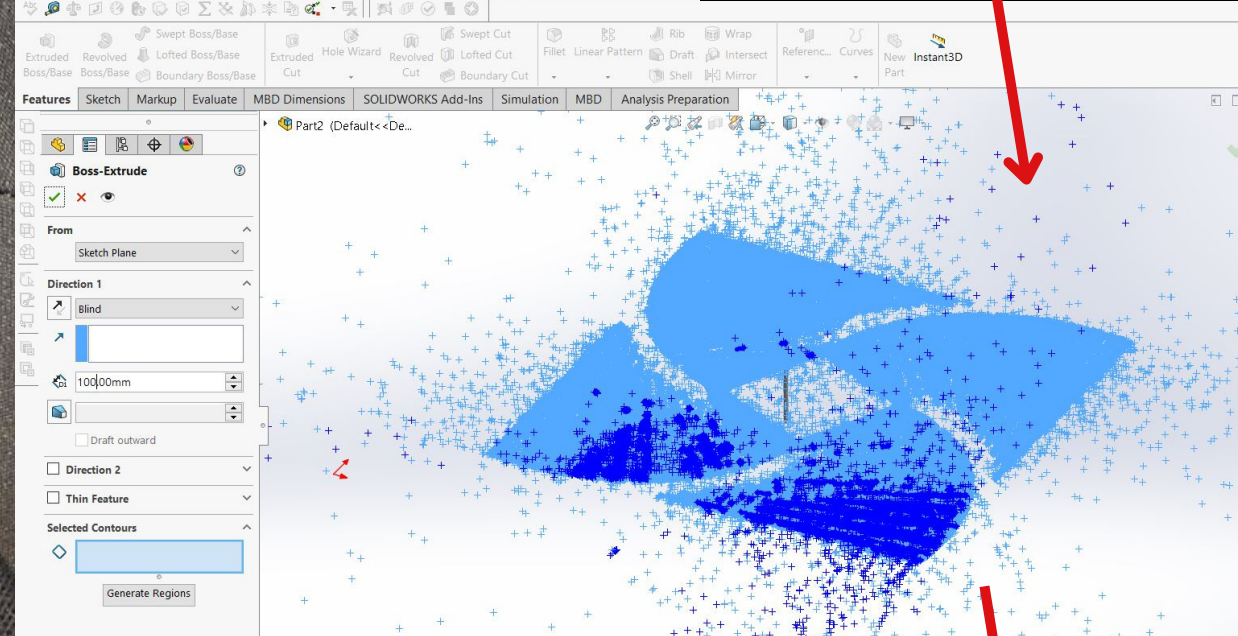 Swept Boss/Base
Swept Cut
Rib
Wrap
Extruded
Boss/Base
Revolved
Boss/Base
Lofted Boss/Base
Boundary Boss/Base
Extruded
Cut
Hole Wizard
Revolved
Cut
Lofted Cut
Boundary Cut
Fillet
Linear Pattern
Draft
Intersect
Shell
Mirror
Referenc...
Curves
New
Part
Instant3D
Features
Sketch
Markup
Evaluate
MBD Dimensions
SOLIDWORKS Add-Ins
Simulation
MBD
Analysis Preparation
Part2 (Default<<De...
Boss-Extrude
From
Sketch Plane
Direction 1
Blind
D1
100.00mm
Draft outward
Direction 2
Thin Feature
Selected Contours
Generate Regions